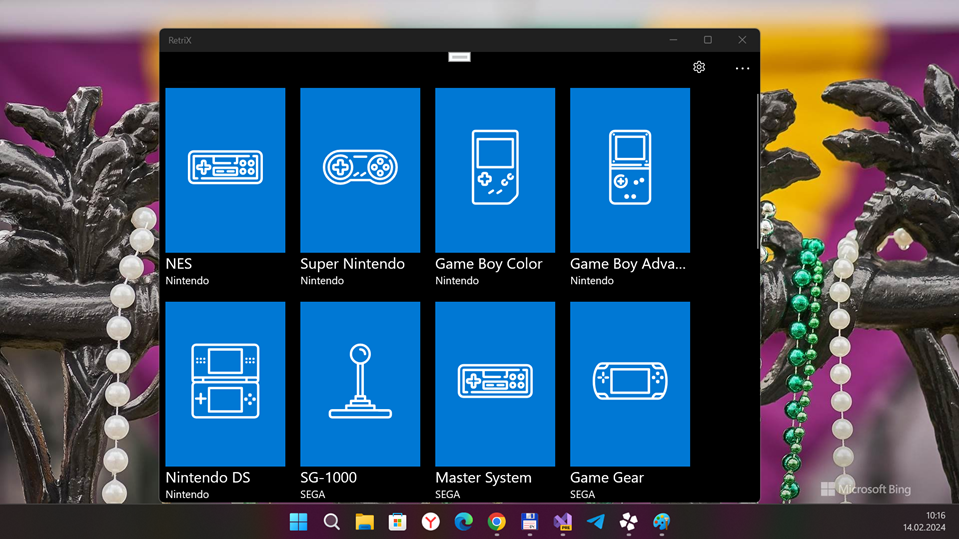 RetriX
NES
Nintendo
Super Nintendo
Nintendo
Game Boy Color
Nintendo
Game Boy Adva...
Nintendo
Nintendo DS
Nintendo
SG-1000
SEGA
Master System
SEGA
Game Gear
SEGA
Microsoft Bing
10:16
14.02.2024